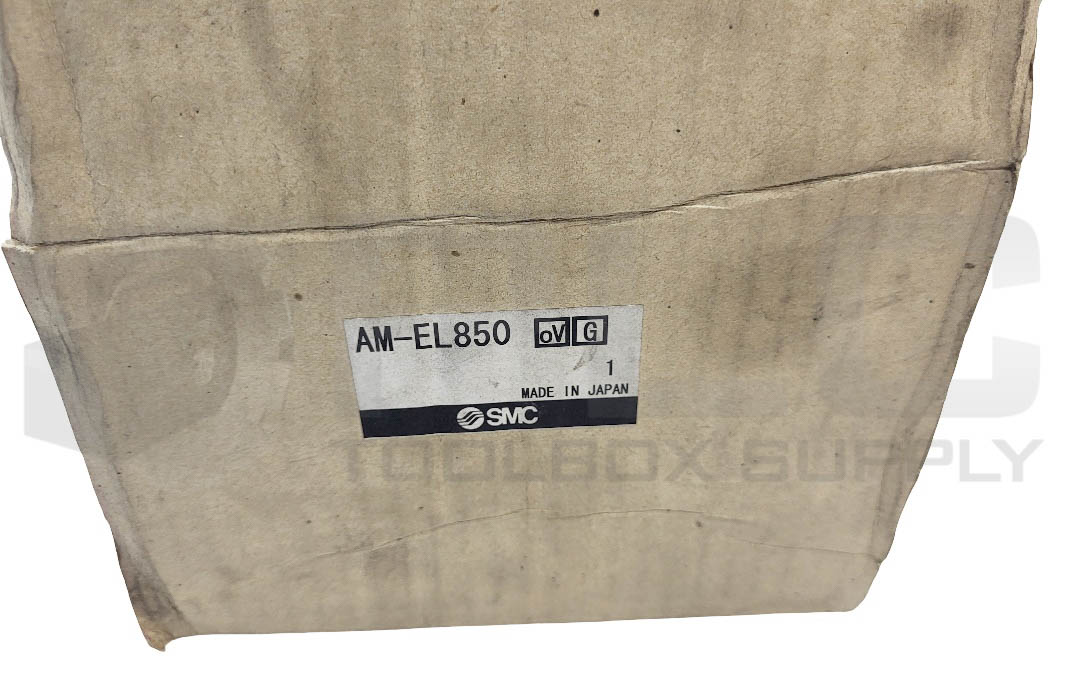 AM-EL850 oV G
1
MADE IN JAPAN
SMC
TOOLBOX SUPPLY